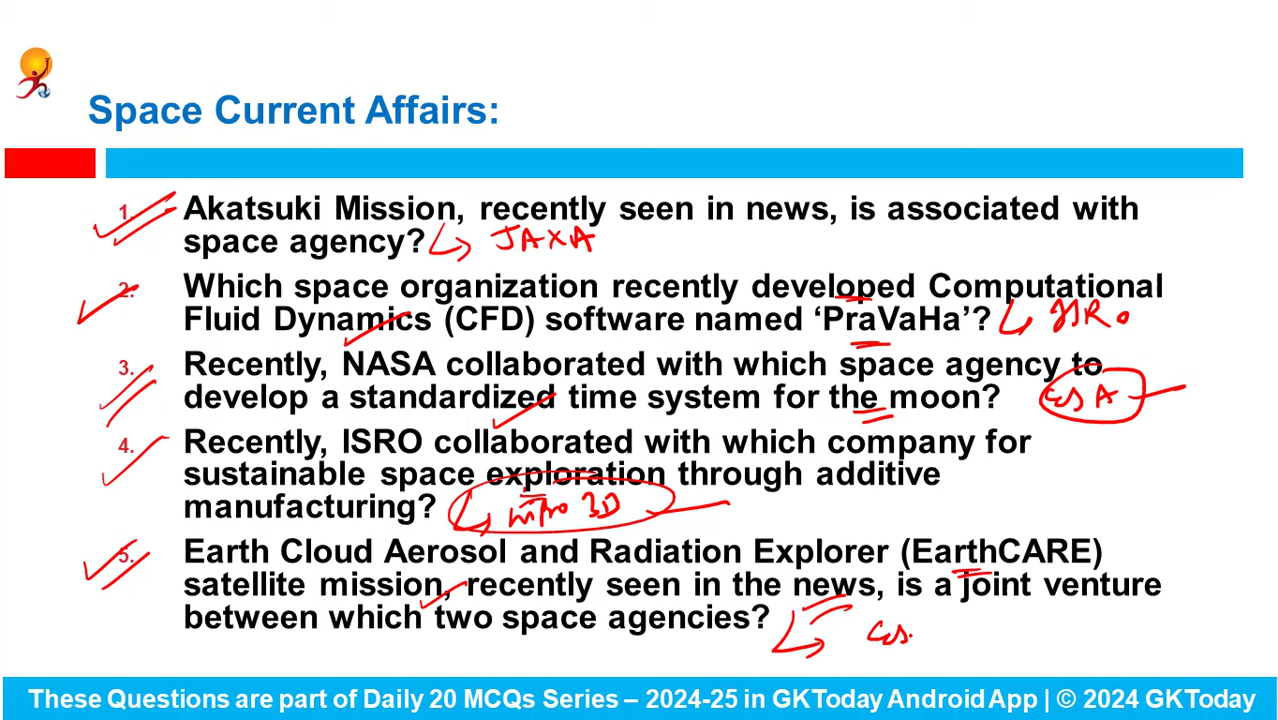 Space Current Affairs:
1. Akatsuki Mission, recently seen in news, is associated with
space agency? JAXA
2. Which space organization recently developed Computational
Fluid Dynamics (CFD) software named ‘PraVaHa’?
3. Recently, NASA collaborated with which space agency to
develop a standardized time system for the moon? ESA
4. Recently, ISRO collaborated with which company for
sustainable space exploration through additive
manufacturing? 3D
5. Earth Cloud Aerosol and Radiation Explorer (EarthCARE)
satellite mission, recently seen in the news, is a joint venture
between which two space agencies?
These Questions are part of Daily 20 MCQs Series – 2024-25 in GKToday Android App | © 2024 GKToday